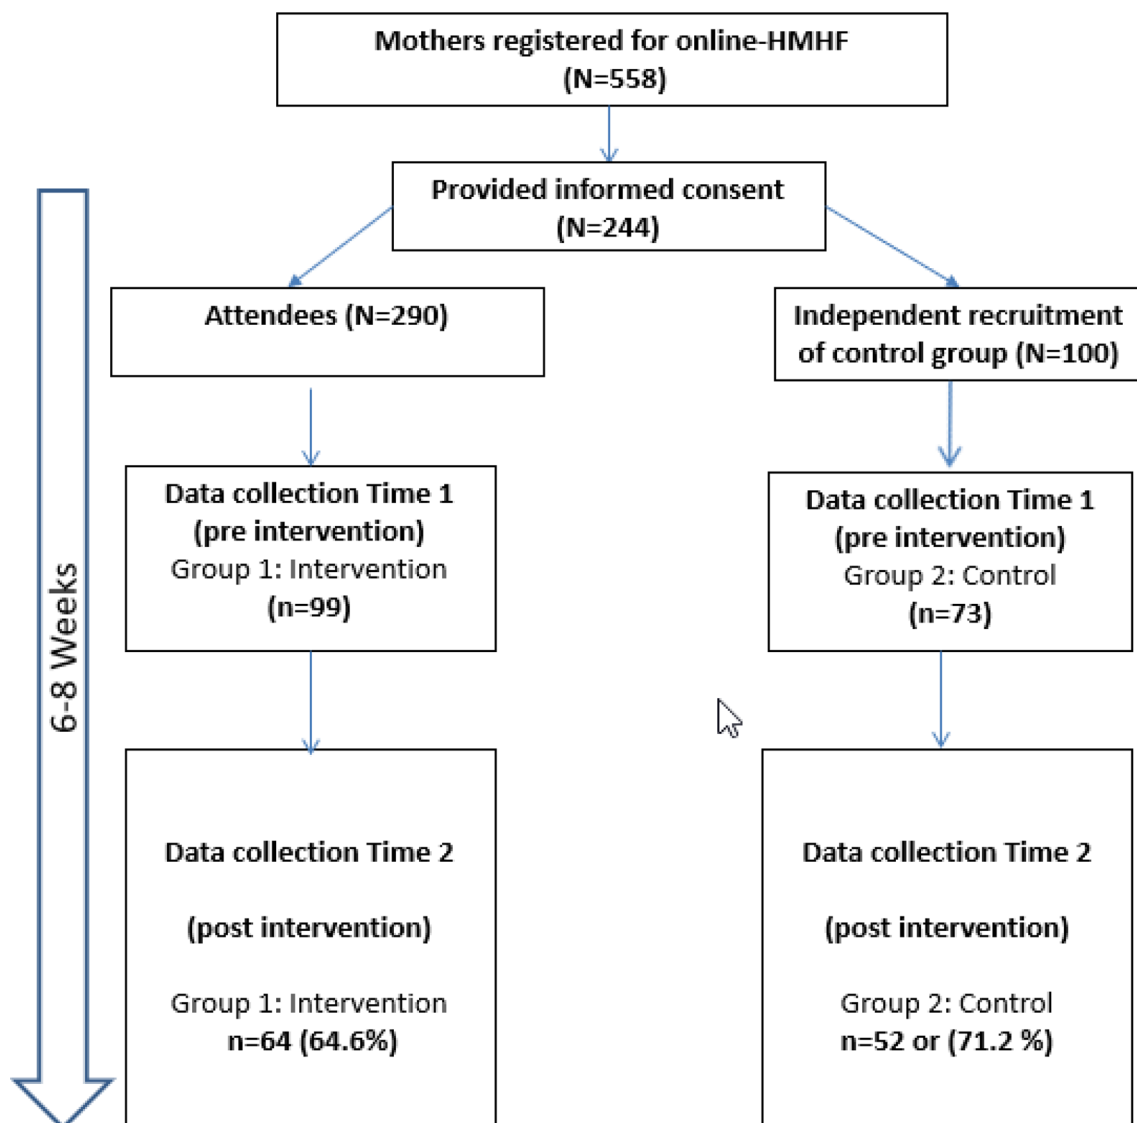 Mothers registered for online-HMHF
(N=558)
Provided informed consent
(N=244)
Attendees (N=290)
Independent recruitment
of control group (N=100)
6-8 Weeks
Data collection Time 1
(pre intervention)
Group 1: Intervention
(n=99)
Data collection Time 1
(pre intervention)
Group 2: Control
(n=73)
Data collection Time 2
(post intervention)
Group 1: Intervention
n=64 (64.6%)
Data collection Time 2
(post intervention)
Group 2: Control
n=52 or (71.2 %)